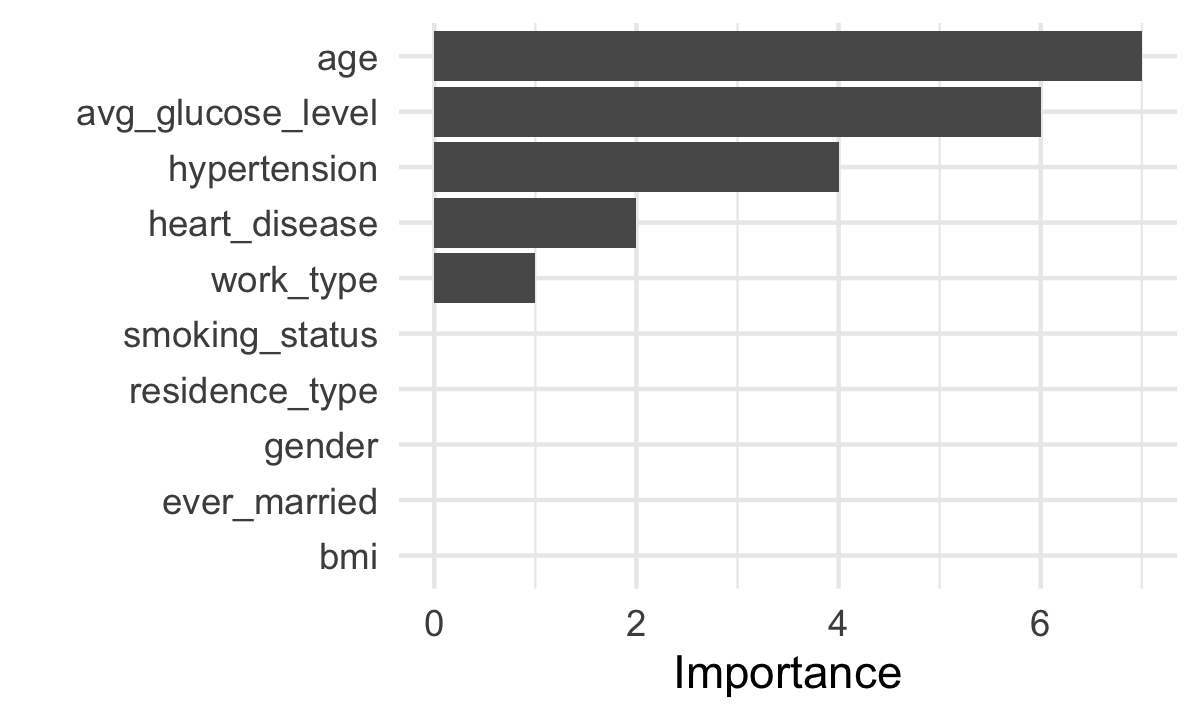 age
avg_glucose_level
hypertension
heart_disease
work_type
smoking_status
residence_type
gender
ever_married
bmi
0 2 4 6
Importance